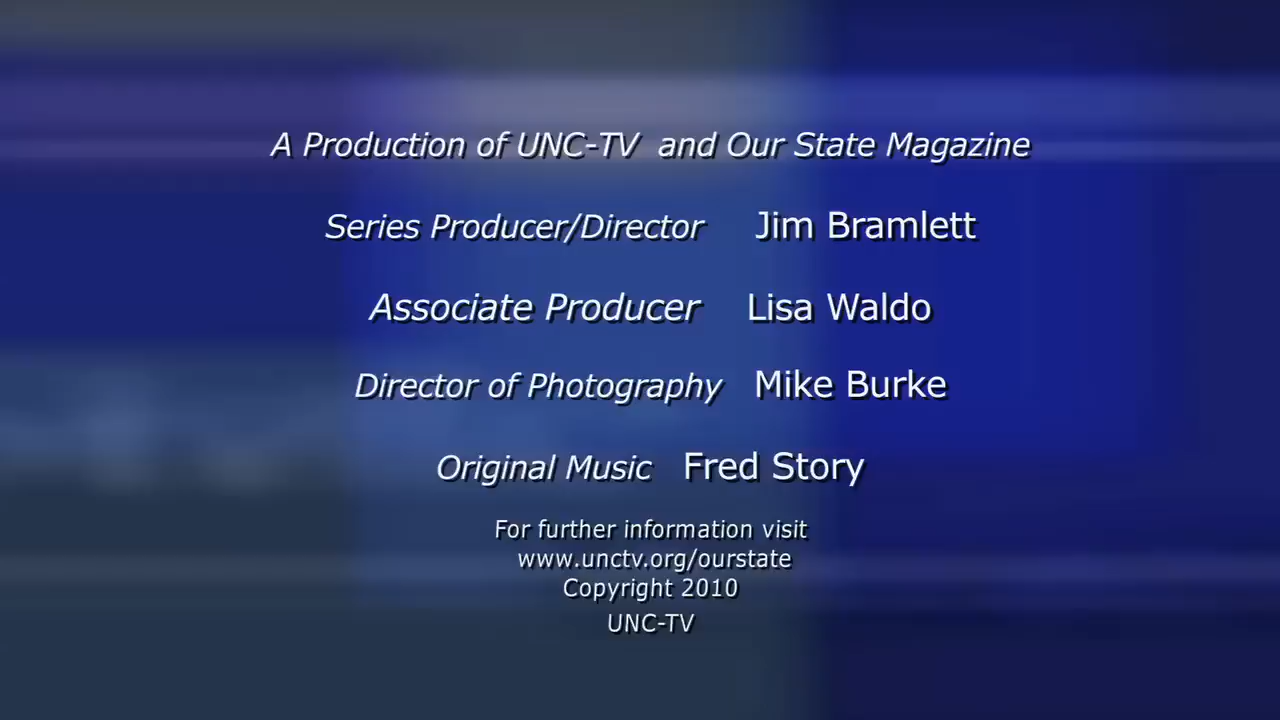 A Production of UNC-TV and Our State Magazine
Series Producer/Director Jim Bramlett
Associate Producer Lisa Waldo
Director of Photography Mike Burke
Original Music Fred Story
For further information visit
www.unctv.org/ourstate
Copyright 2010
UNC-TV